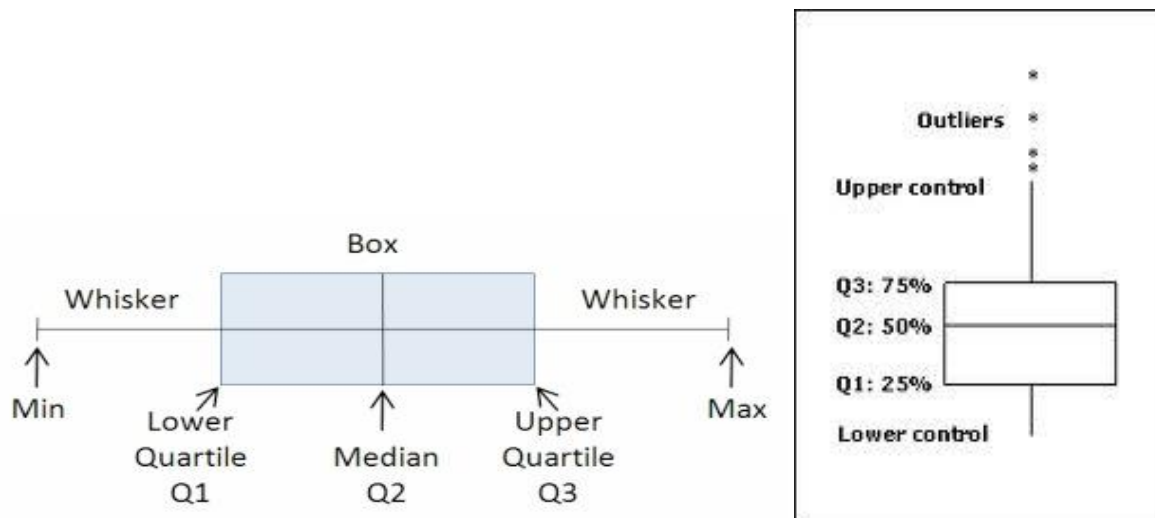 Box
Whisker
Whisker
Min
Lower
Quartile
Q1
Median
Q2
Upper
Quartile
Q3
Max
*
Outliers *
*
*
Upper control
Q3: 75%
Q2: 50%
Q1: 25%
Lower control